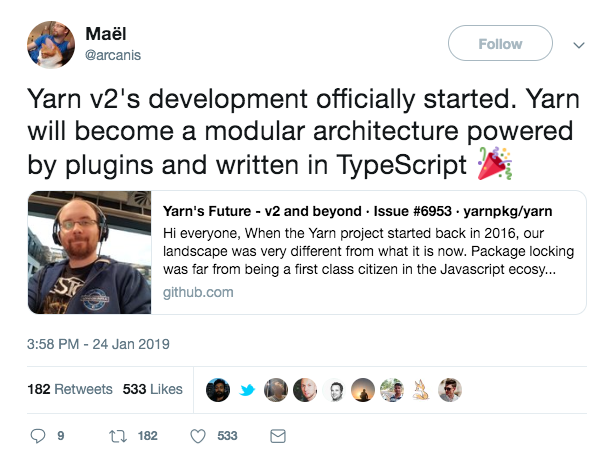 Maël
@arcanis
Follow
Yarn v2's development officially started. Yarn
will become a modular architecture powered
by plugins and written in TypeScript 🎉
Yarn's Future - v2 and beyond · Issue #6953 · yarnpkg/yarn
Hi everyone, When the Yarn project started back in 2016, our
landscape was very different from what it is now. Package locking
was far from being a first class citizen in the Javascript ecosy...
github.com
3:58 PM - 24 Jan 2019
182 Retweets 533 Likes
9 182 533